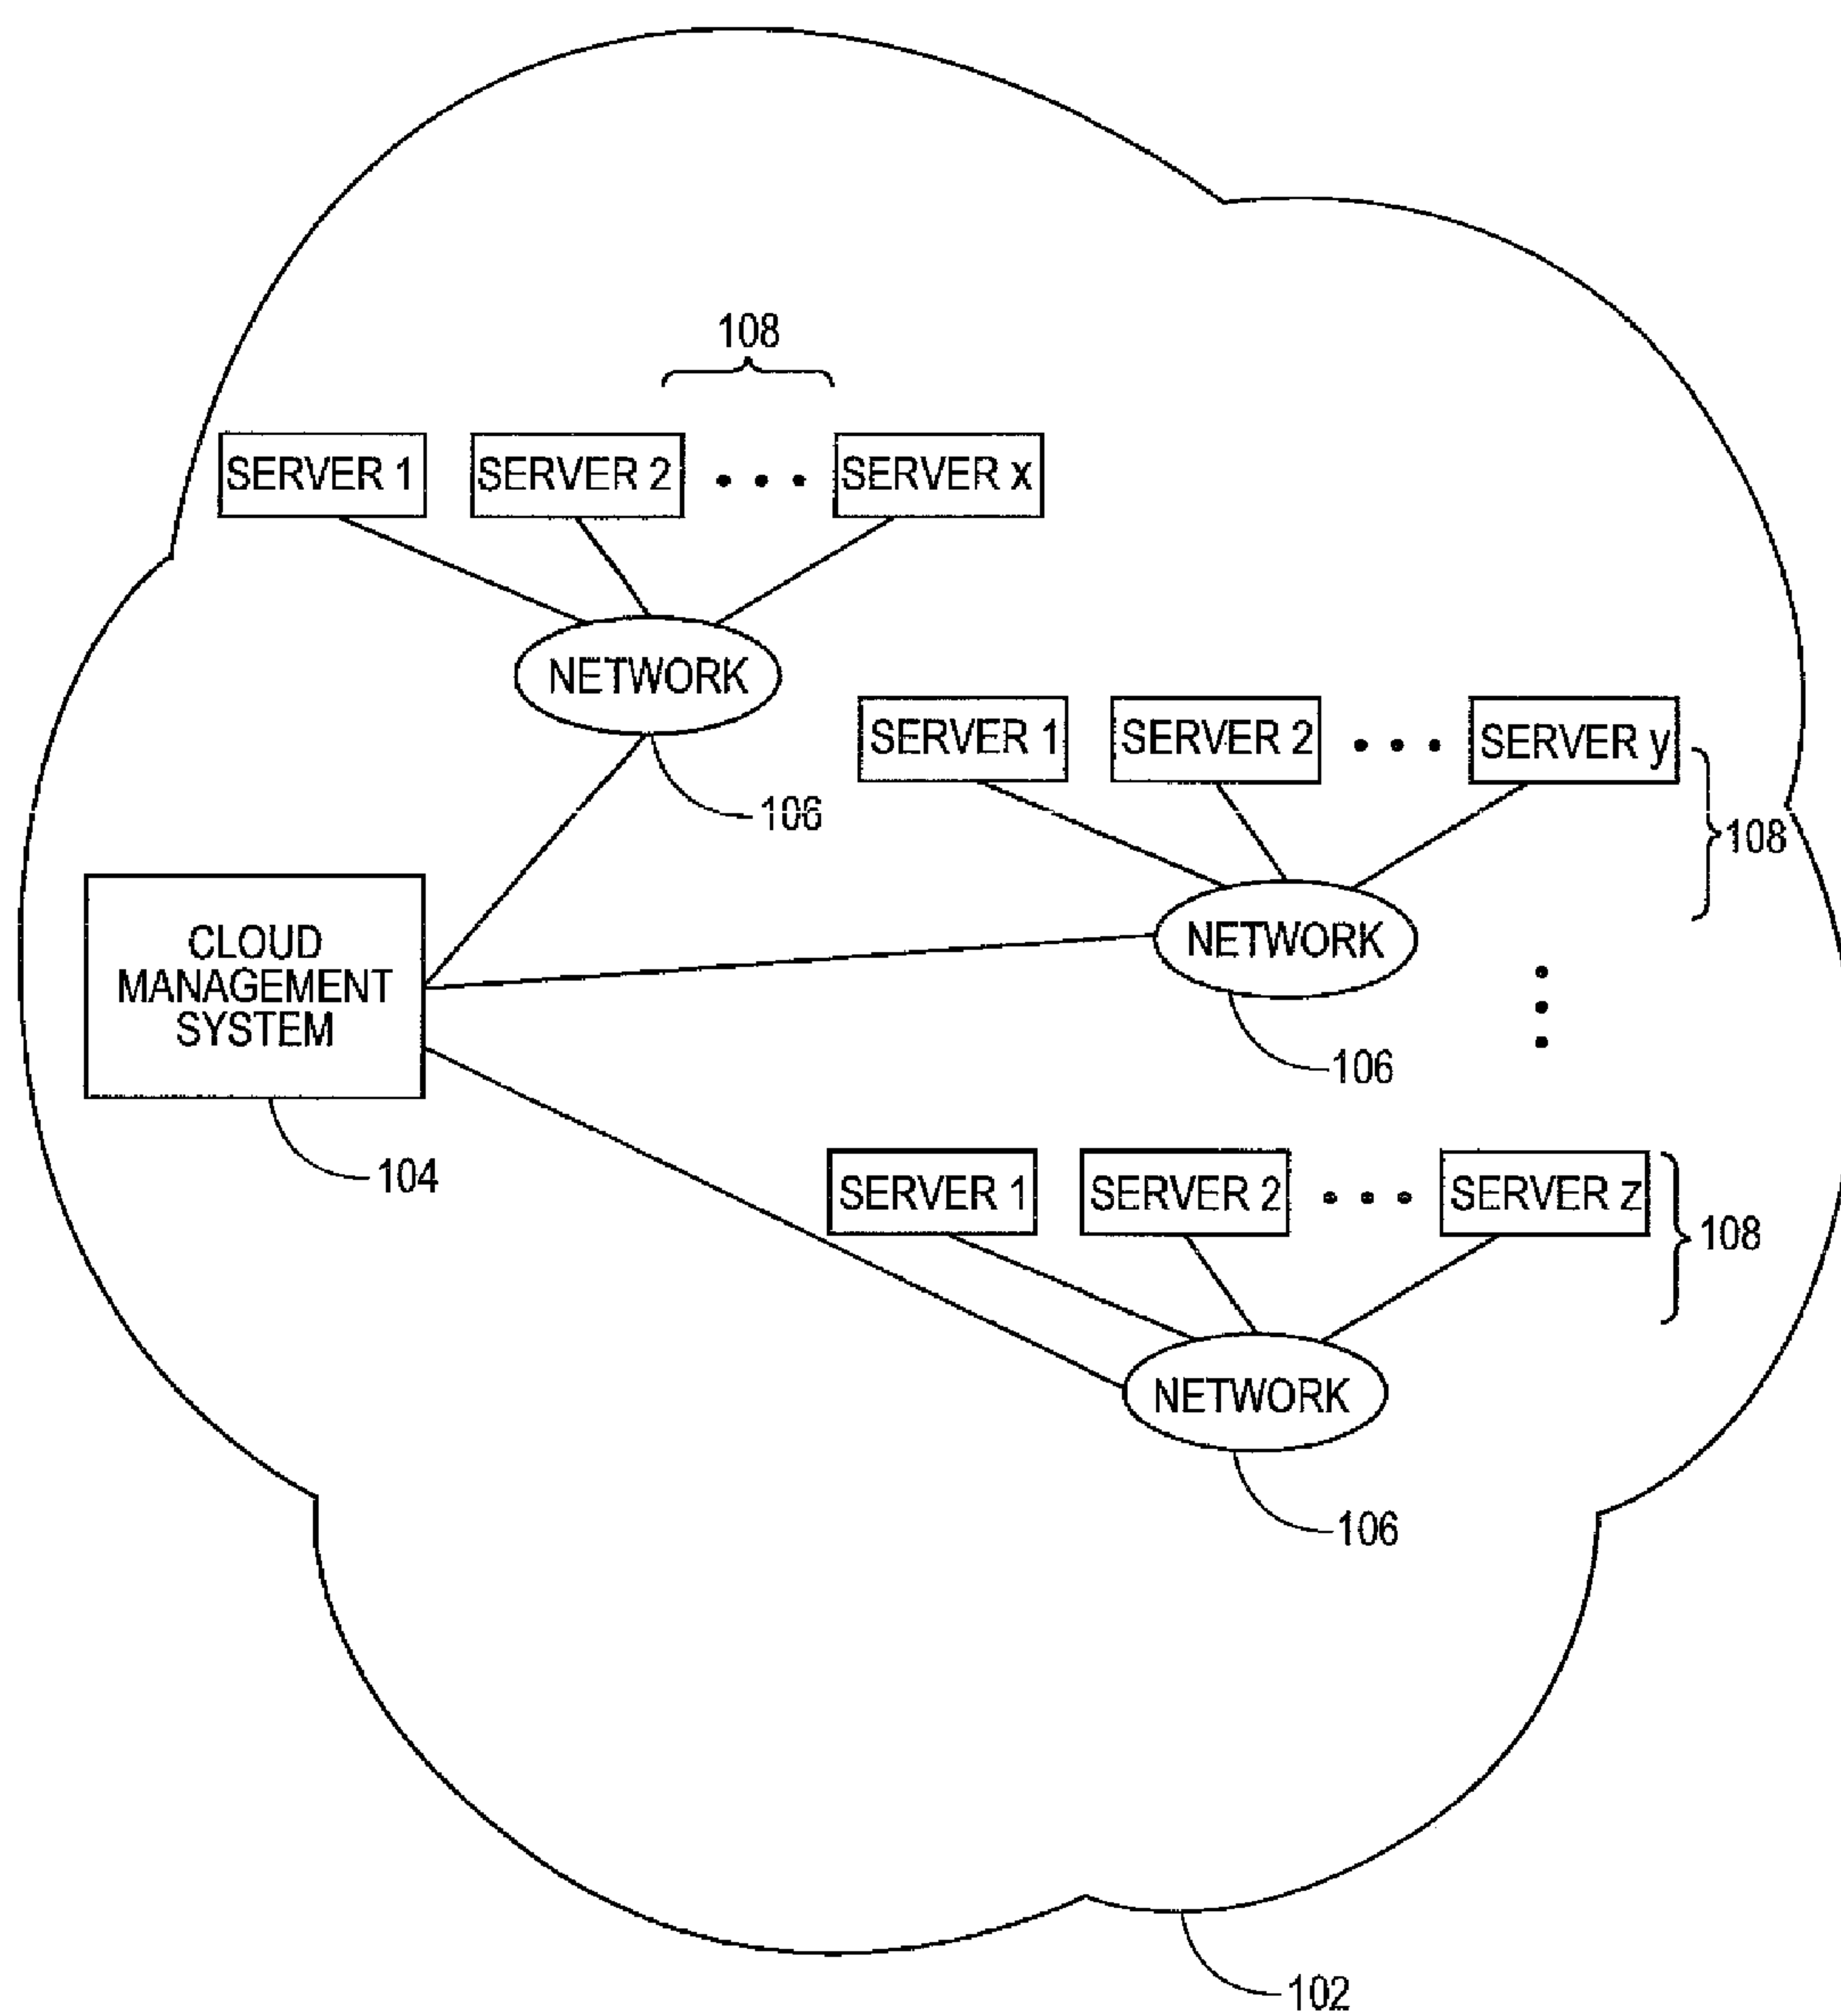 108
SERVER 1 SERVER 2 • • • SERVER x
NETWORK
106
SERVER 1 SERVER 2 • • • SERVER y
108
NETWORK
106
CLOUD
MANAGEMENT
SYSTEM
104
SERVER 1 SERVER 2 • • • SERVER z
108
NETWORK
106
102